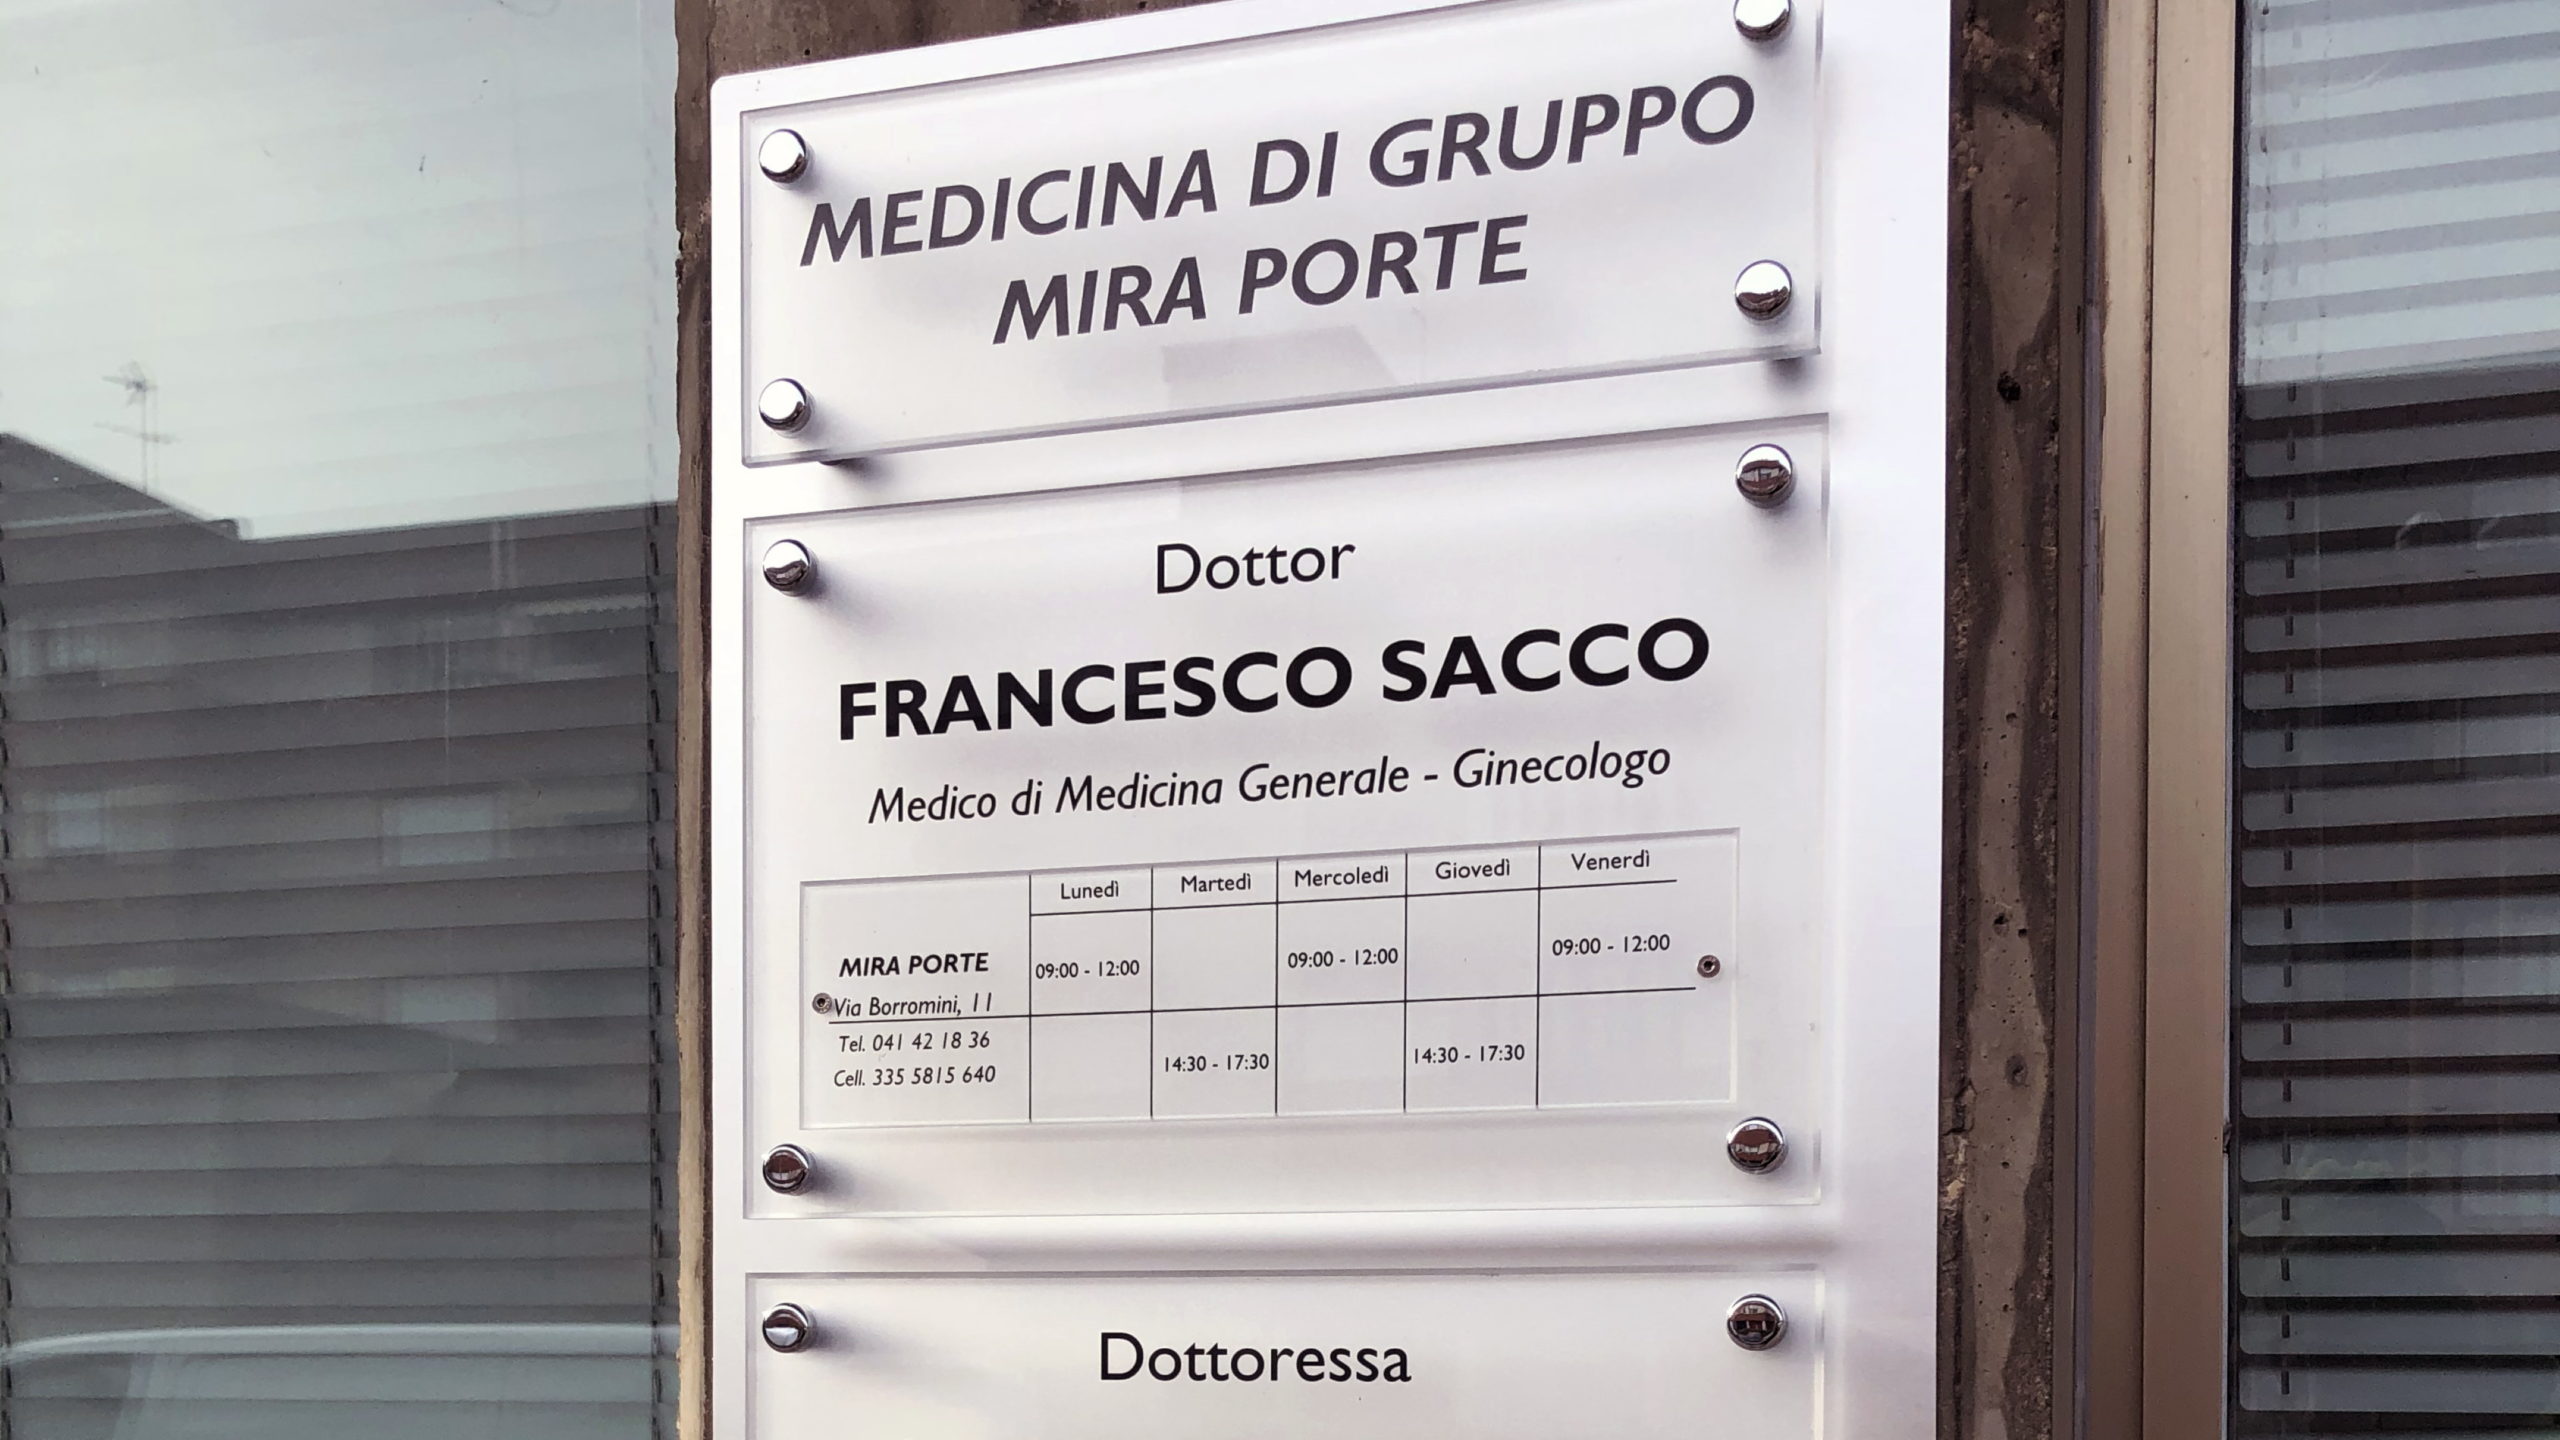 MEDICINA DI GRUPPO
MIRA PORTE
Dottor
FRANCESCO SACCO
Medico di Medicina Generale - Ginecologo
Lunedì Martedì Mercoledì Giovedì Venerdì
MIRA PORTE
Via Borromini, 11
09:00 - 12:00 09:00 - 12:00 09:00 - 12:00
Tel. 041 42 18 36
Cell. 335 5815 640
14:30 - 17:30 14:30 - 17:30
Dottoressa